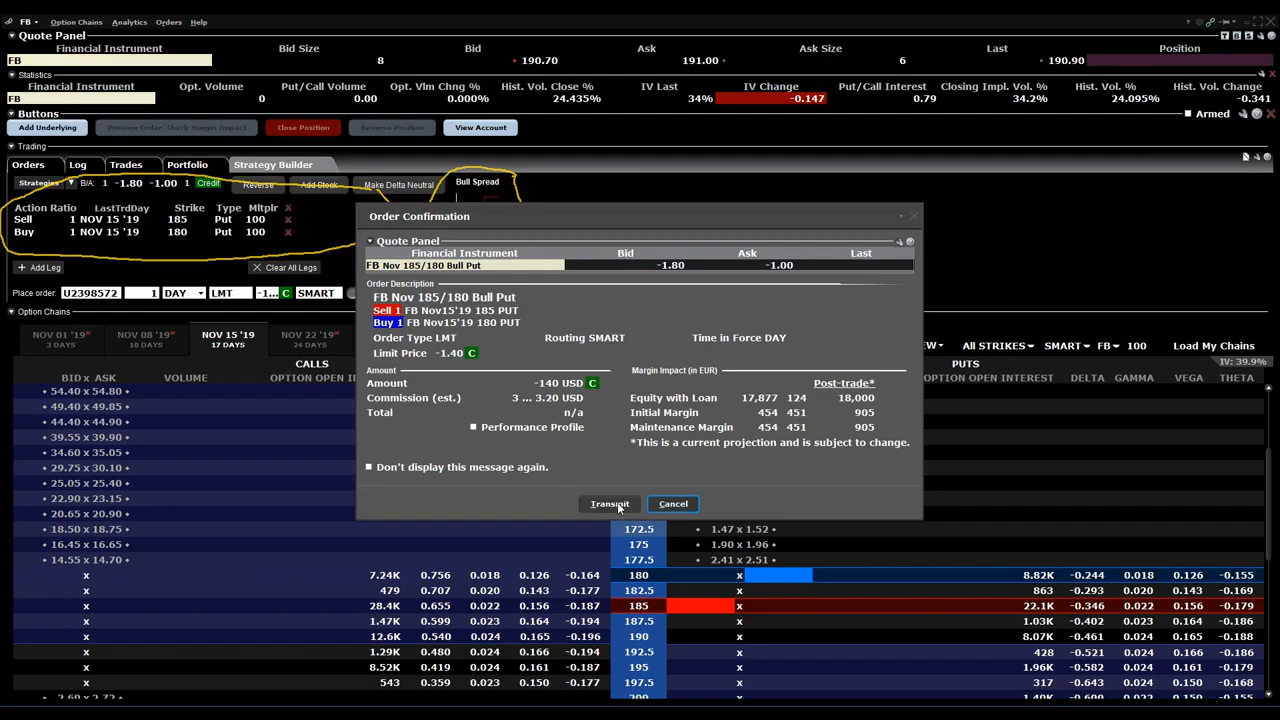 FB Option Chains Analytics Orders Help
Quote Panel
Financial Instrument Bid Size Bid Ask Ask Size Last Position
FB 8 190.70 191.00 6 190.90
Statistics
Financial Instrument Opt. Volume Put/Call Volume Opt. Vlm Chng % Hist. Vol. Close % IV Last IV Change Put/Call Interest Closing Impl. Vol. % Hist. Vol. % Hist. Vol. Change
FB 0 0.00 0.000% 24.435% 34% -0.147 0.79 34.2% 24.095% -0.341
Buttons Armed
Add Underlying Preview Order/Check Margin Impact Close Position Reverse Position View Account
Trading
Orders Log Trades Portfolio Strategy Builder
Strategies B/A: 1 -1.80 -1.00 1 Credit Reverse Add Stock Make Delta Neutral Bull Spread
Action Ratio LastTrdDay Strike Type Mltplr
Sell 1 NOV 15 '19 185 Put 100
Buy 1 NOV 15 '19 180 Put 100
+ Add Leg Clear All Legs
Place order: U2398572 1 DAY LMT -1... C SMART
Order Confirmation
Quote Panel
Financial Instrument Bid Ask Last
FB Nov 185/180 Bull Put -1.80 -1.00
Order Description
FB Nov 185/180 Bull Put
Sell 1 FB Nov15'19 185 PUT
Buy 1 FB Nov15'19 180 PUT
Order Type LMT Routing SMART Time in Force DAY
Limit Price -1.40 C
Amount Margin Impact (in EUR)
Amount -140 USD C Post-trade*
Commission (est.) 3 ... 3.20 USD Equity with Loan 17,877 124 18,000
Total n/a Initial Margin 454 451 905
Performance Profile Maintenance Margin 454 451 905
*This is a current projection and is subject to change.
Don't display this message again.
Transmit Cancel
Option Chains
NOV 01 '19 NOV 08 '19 NOV 15 '19 NOV 22 '19 All STRIKES SMART FB 100 Load My Chains
3 DAYS 10 DAYS 17 DAYS 24 DAYS
CALLS PUTS IV: 39.9%
BID x ASK VOLUME OPTION OPEN IN OPTION OPEN INTEREST DELTA GAMMA VEGA THETA
54.40 x 54.80
49.40 x 49.85
44.40 x 44.90
39.55 x 39.90
34.60 x 35.05
29.75 x 30.10
25.05 x 25.40
22.90 x 23.15
20.65 x 20.90
18.50 x 18.75 172.5 1.47 x 1.52
16.45 x 16.65 175 1.90 x 1.96
14.55 x 14.70 177.5 2.41 x 2.51
x 7.24K 0.756 0.018 0.126 -0.164 180 x 8.82K -0.244 0.018 0.126 -0.155
x 479 0.707 0.020 0.143 -0.177 182.5 x 863 -0.293 0.020 0.143 -0.169
x 28.4K 0.655 0.022 0.156 -0.187 185 x 22.1K -0.346 0.022 0.156 -0.179
x 1.47K 0.599 0.023 0.164 -0.194 187.5 x 1.03K -0.402 0.023 0.164 -0.186
x 12.6K 0.540 0.024 0.165 -0.196 190 x 8.07K -0.461 0.024 0.165 -0.188
x 1.29K 0.480 0.024 0.166 -0.194 192.5 x 428 -0.521 0.024 0.166 -0.186
x 8.52K 0.419 0.024 0.161 -0.187 195 x 1.96K -0.582 0.024 0.161 -0.179
x 543 0.359 0.023 0.150 -0.177 197.5 x 317 -0.643 0.023 0.150 -0.168